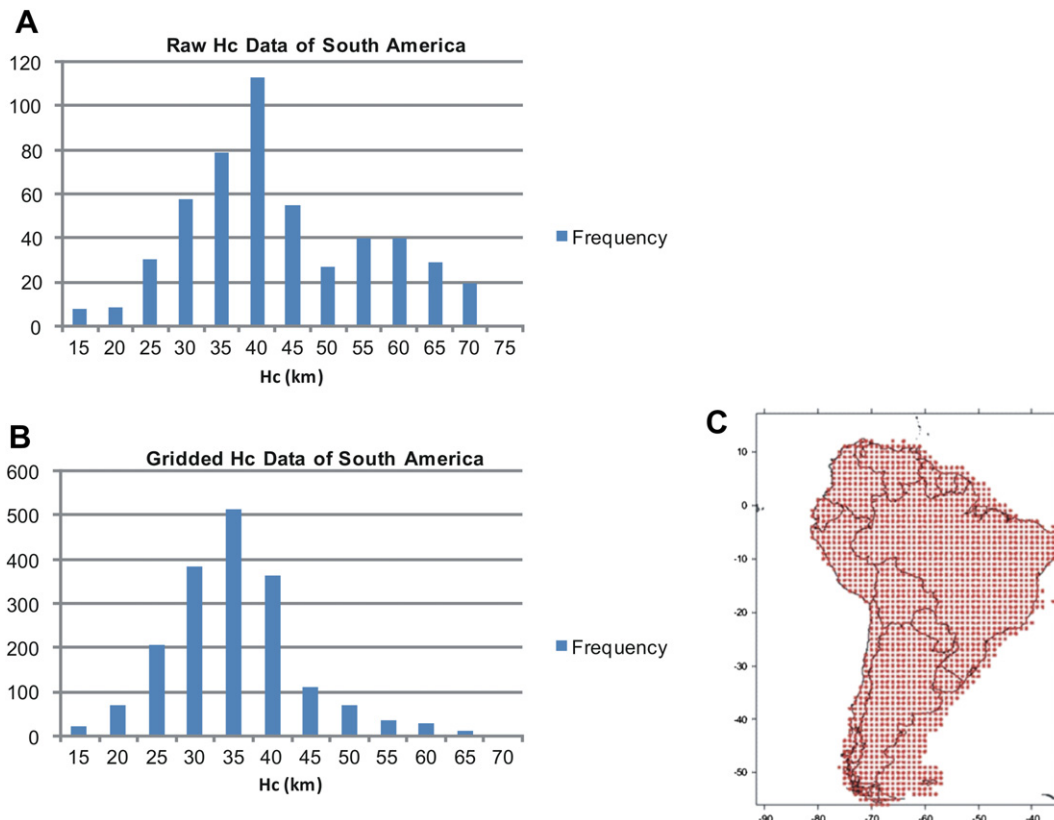 A
Raw Hc Data of South America
120
100
80
60
40
20
0
15 20 25 30 35 40 45 50 55 60 65 70 75
Hc (km)
Frequency
B
Gridded Hc Data of South America
600
500
400
300
200
100
0
15 20 25 30 35 40 45 50 55 60 65 70
Hc (km)
Frequency
C
10
0
-10
-20
-30
-40
-50
-90 -80 -70 -60 -50 -40